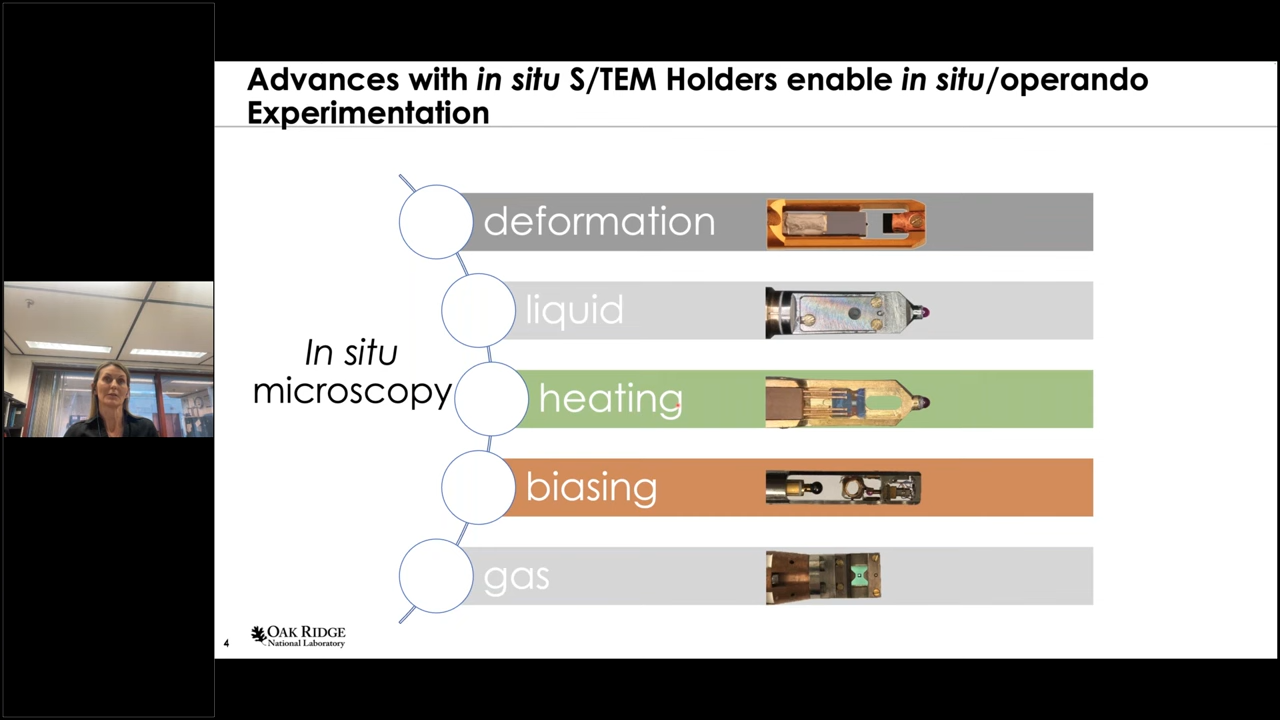 Advances with in situ S/TEM Holders enable in situ/operando
Experimentation
In situ
microscopy
deformation
liquid
heating
biasing
gas
4
OAK RIDGE
National Laboratory